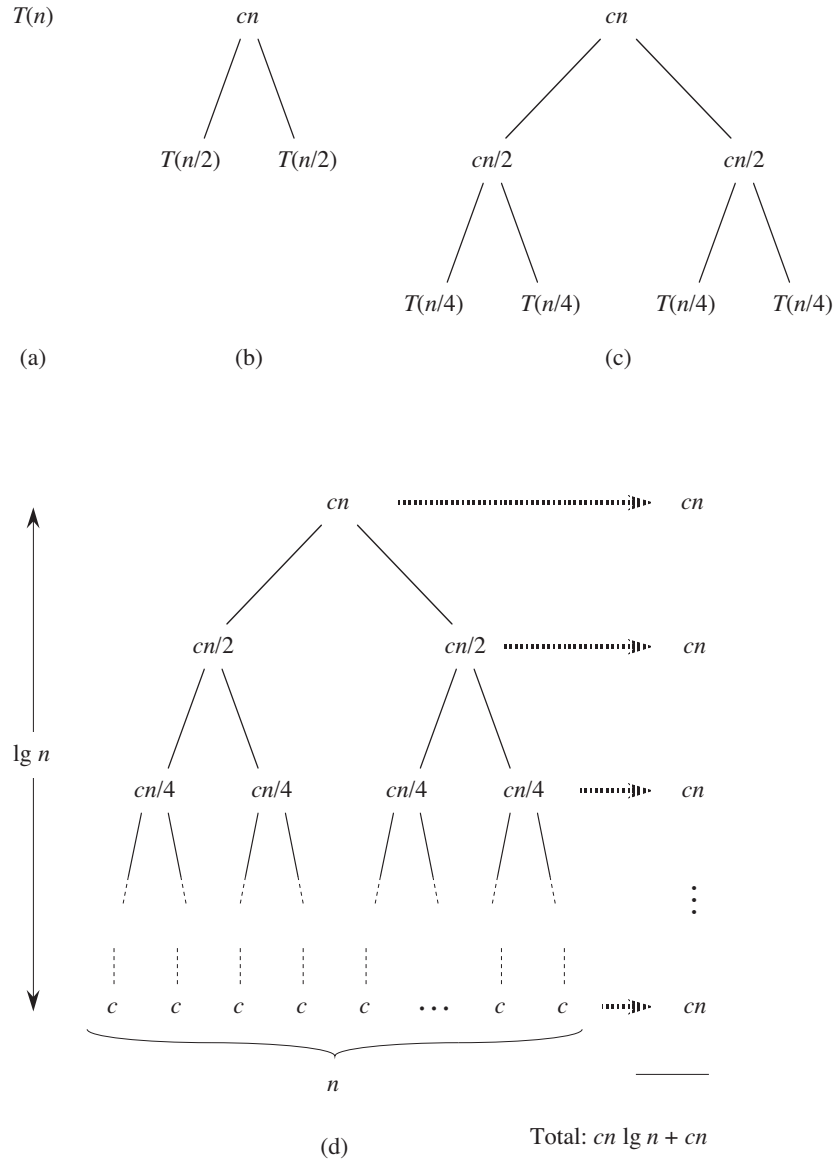 T(n) cn cn
T(n/2) T(n/2) cn/2 cn/2
T(n/4) T(n/4) T(n/4) T(n/4)
(a) (b) (c)
cn cn
cn/2 cn/2 cn
lg n
cn/4 cn/4 cn/4 cn/4 cn
c c c c c ... c c cn
n
Total: cn lg n + cn
(d)